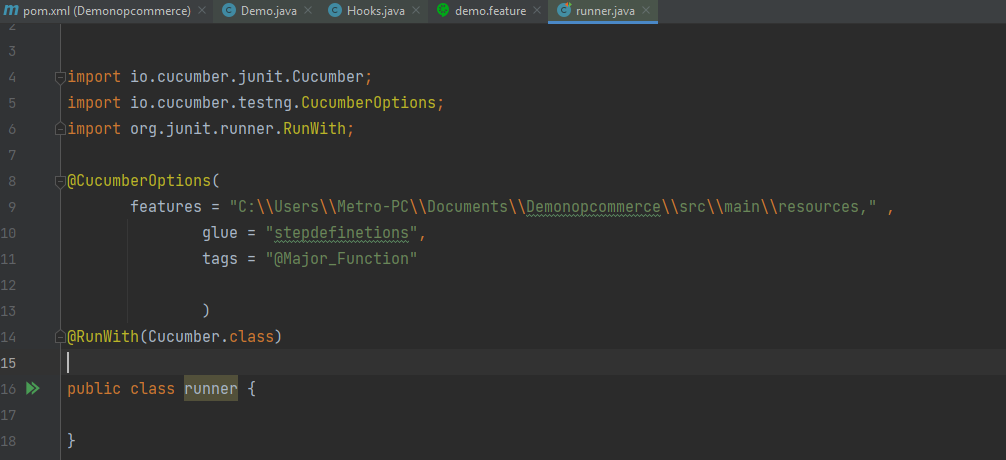 pom.xml (Demonopcommerce) Demo.java Hooks.java demo.feature runner.java
2
3
4 import io.cucumber.junit.Cucumber;
5 import io.cucumber.testng.CucumberOptions;
6 import org.junit.runner.RunWith;
7
8 @CucumberOptions(
9 features = "C:\\Users\\Metro-PC\\Documents\\Demonopcommerce\\src\\main\\resources," ,
10 glue = "stepdefinetions",
11 tags = "@Major_Function"
12
13 )
14 @RunWith(Cucumber.class)
15
16 public class runner {
17
18 }